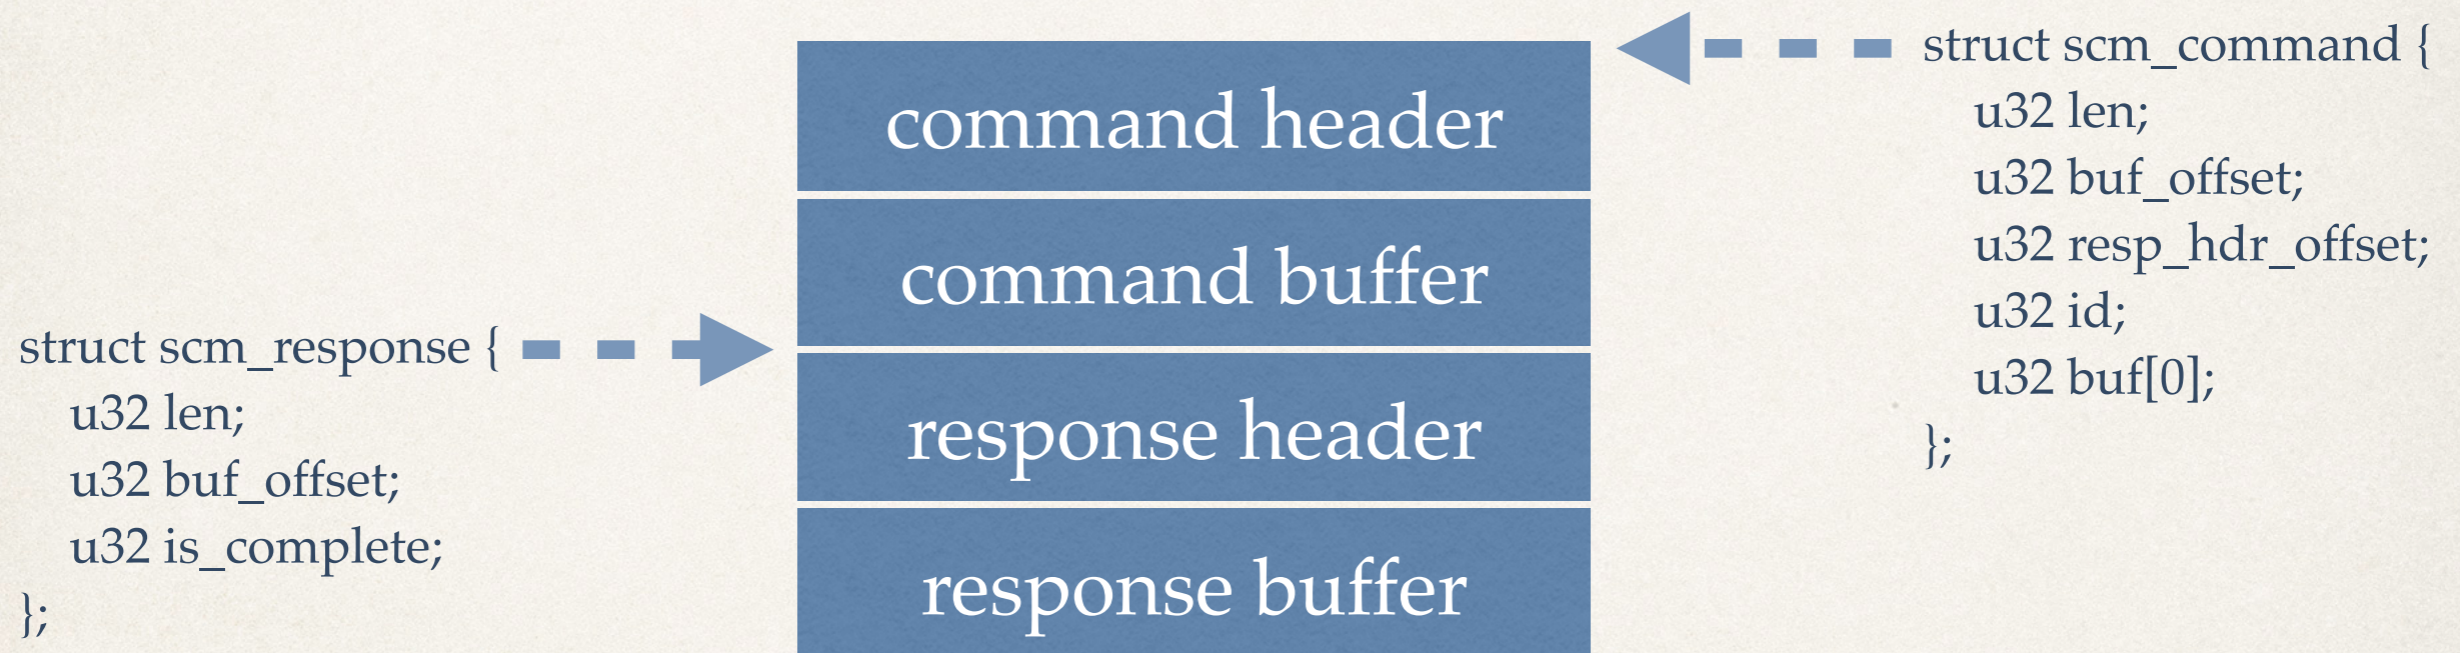 struct scm_response {
u32 len;
u32 buf_offset;
u32 is_complete;
};
command header
command buffer
response header
response buffer
struct scm_command {
u32 len;
u32 buf_offset;
u32 resp_hdr_offset;
u32 id;
u32 buf[0];
};